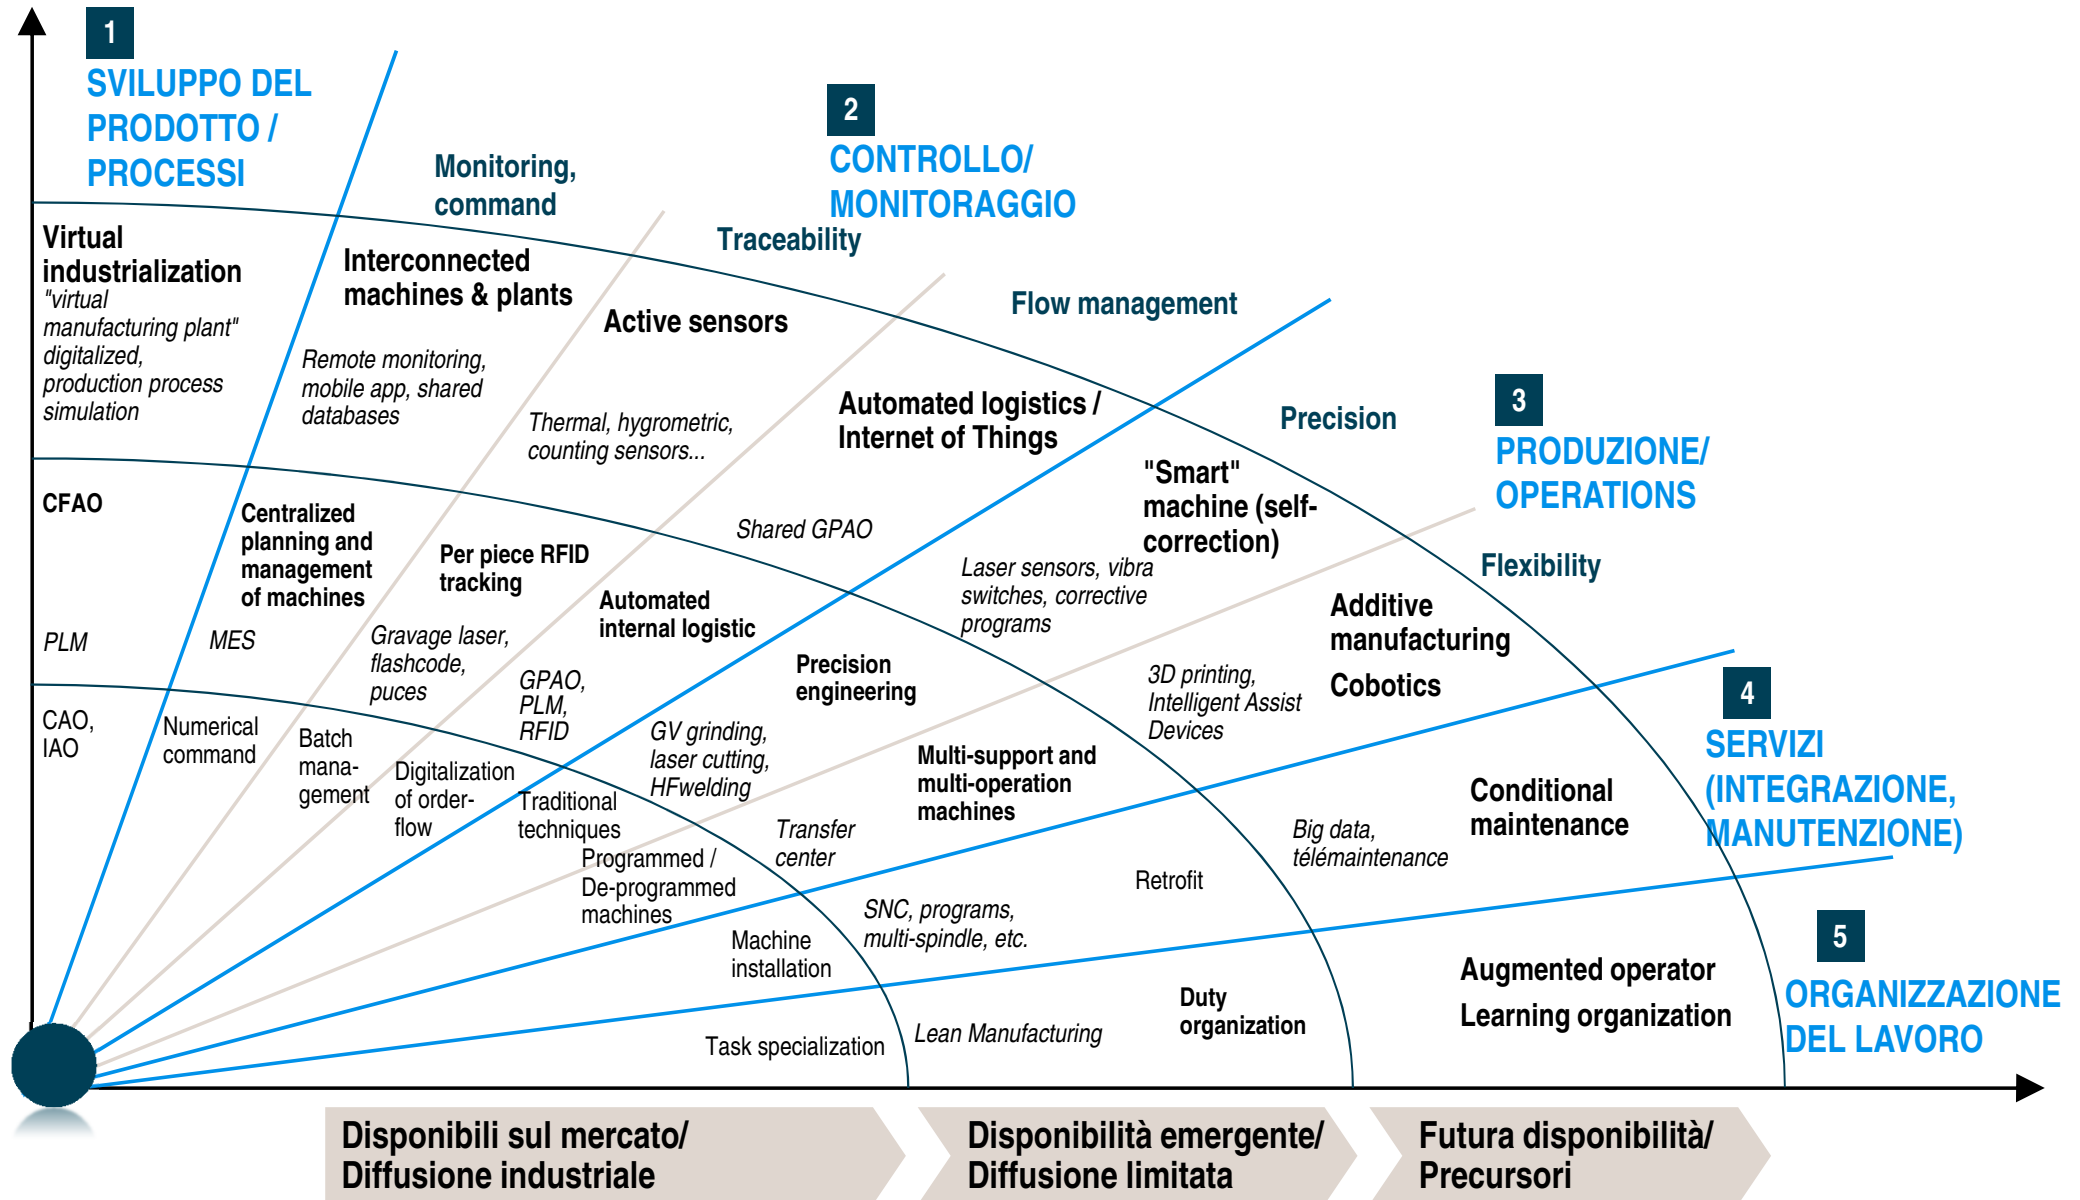 1
SVILUPPO DEL
PRODOTTO /
PROCESSI
2
CONTROLLO/
MONITORAGGIO
Monitoring,
command
Traceability
Flow management
Precision
3
PRODUZIONE/
OPERATIONS
Flexibility
4
SERVIZI
(INTEGRAZIONE,
MANUTENZIONE)
5
ORGANIZZAZIONE
DEL LAVORO
Virtual
industrialization
"virtual
manufacturing plant"
digitalized,
production process
simulation
Interconnected
machines & plants
Remote monitoring,
mobile app, shared
databases
Active sensors
Thermal, hygrometric,
counting sensors...
Automated logistics /
Internet of Things
Shared GPAO
"Smart"
machine (self-
correction)
Laser sensors, vibra
switches, corrective
programs
Additive
manufacturing
Cobotics
3D printing,
Intelligent Assist
Devices
Conditional
maintenance
Big data,
télémaintenance
Augmented operator
Learning organization
CFAO
PLM
Centralized
planning and
management
of machines
MES
Per piece RFID
tracking
Gravage laser,
flashcode,
puces
Automated
internal logistic
GPAO,
PLM,
RFID
Precision
engineering
GV grinding,
laser cutting,
HFwelding
Multi-support and
multi-operation
machines
Transfer
center
Retrofit
SNC, programs,
multi-spindle, etc.
Duty
organization
Lean Manufacturing
CAO,
IAO
Numerical
command
Batch
mana-
gement
Digitalization
of order-
flow
Traditional
techniques
Programmed /
De-programmed
machines
Machine
installation
Task specialization
Disponibili sul mercato/
Diffusione industriale
Disponibilità emergente/
Diffusione limitata
Futura disponibilità/
Precursori